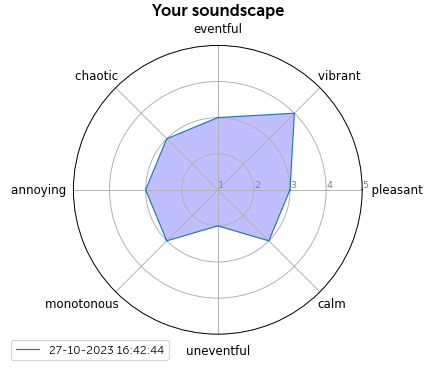 Your soundscape
eventful
chaotic
vibrant
annoying
1
2
3
4
5
pleasant
monotonous
calm
uneventful
27-10-2023 16:42:44